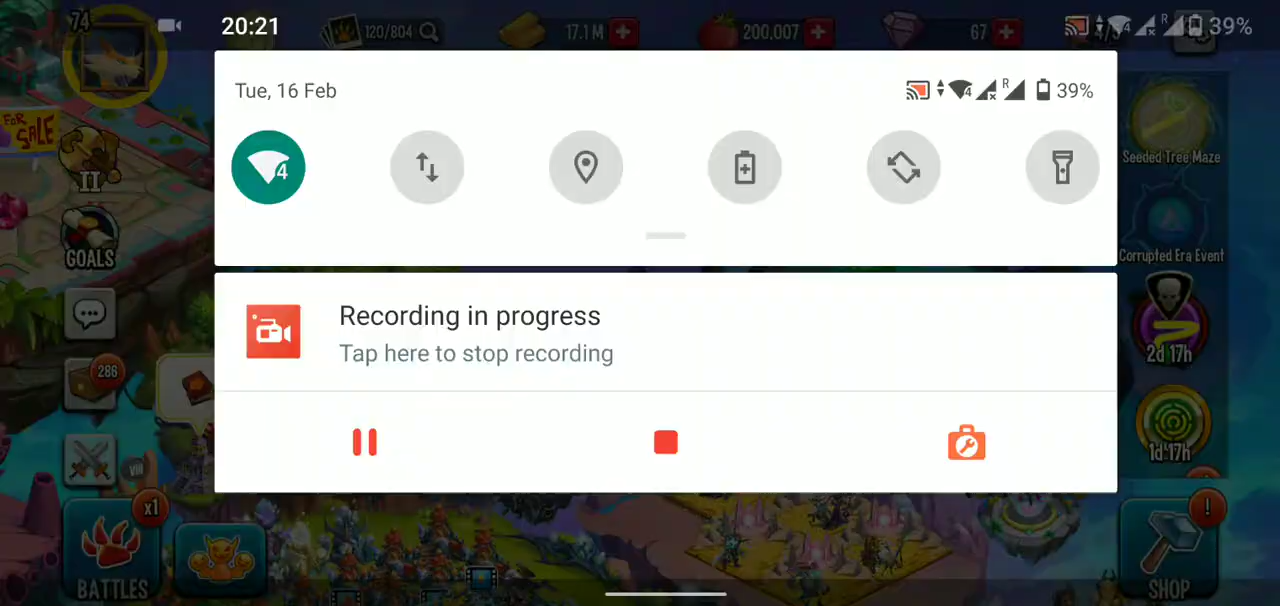 74
20:21
120/804
17.1 M
200,007
67
R
39%
Tue, 16 Feb
4
R
39%
4
FOR
SALE
Seeded Tree Maze
II
GOALS
Corrupted Era Event
Recording in progress
Tap here to stop recording
2d 17h
286
1d 17h
VIII
x1
!
BATTLES
SHOP